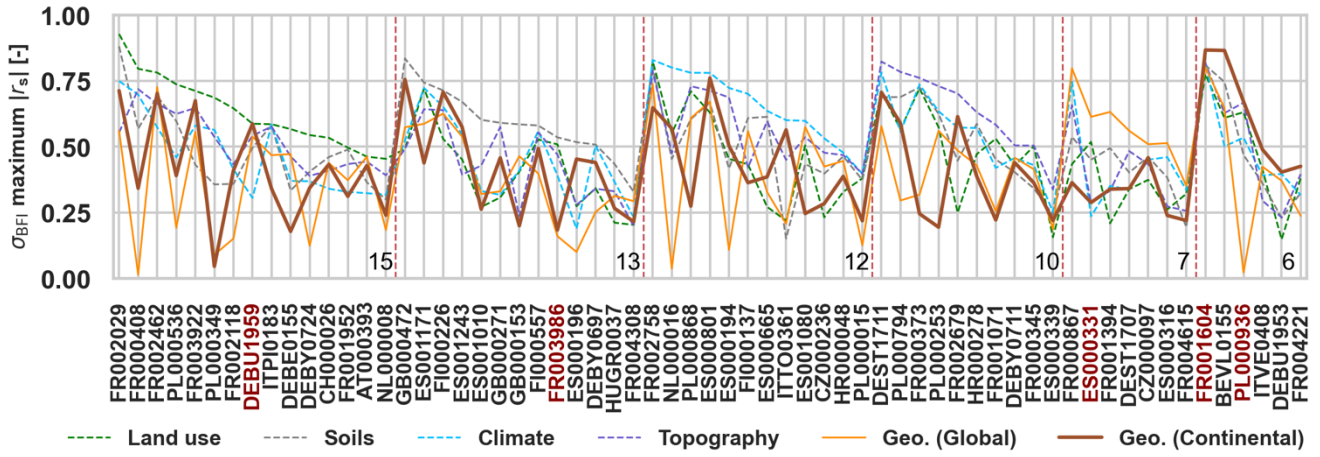 σBFI maximum |rs| [-]
1.00
0.75
0.50
0.25
0.00
15
13
12
10
7
6
FR002029
FR000408
FR002462
PL000536
FR003922
PL000349
FR002118
DEBU1959
ITPI0183
DEBE0155
DEBY0724
CH000026
FR001952
AT000393
NL000008
GB000472
ES001171
FI000226
ES001243
ES001010
GB000271
GB000153
FI000557
FR003986
ES000196
DEBY0697
HUGR0037
FR004308
FR002758
NL000016
PL000868
ES000801
ES000194
FI000137
ES000665
ITTO0361
ES001080
CZ000236
HR000048
PL000015
DEST1711
PL000794
FR000373
PL000253
FR002679
HR000278
FR001071
DEBY0711
FR000345
ES000339
FR000867
ES000331
FR001394
DEST1707
CZ000097
ES000316
FR004615
FR001604
BEVL0155
PL000936
ITVE0408
DEBU1953
FR004221
Land use
Soils
Climate
Topography
Geo. (Global)
Geo. (Continental)